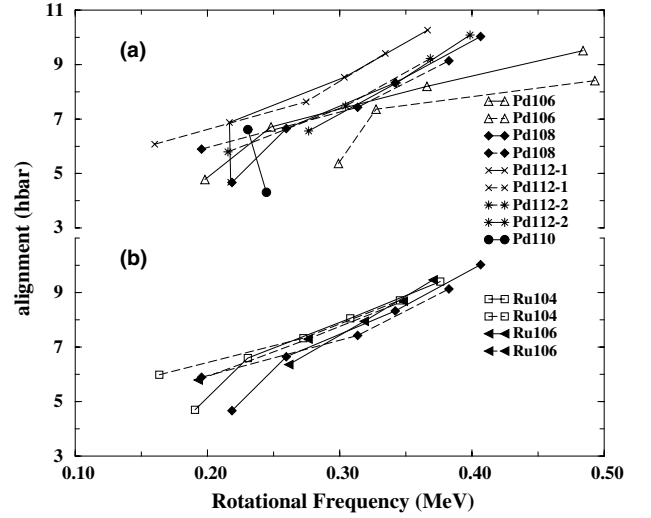 11
9
7
5
3
(a)
Pd106
Pd106
Pd108
Pd108
Pd112-1
Pd112-1
Pd112-2
Pd112-2
Pd110
alignment (hbar)
(b)
9
7
5
3
Ru104
Ru104
Ru106
Ru106
0.10 0.20 0.30 0.40 0.50
Rotational Frequency (MeV)